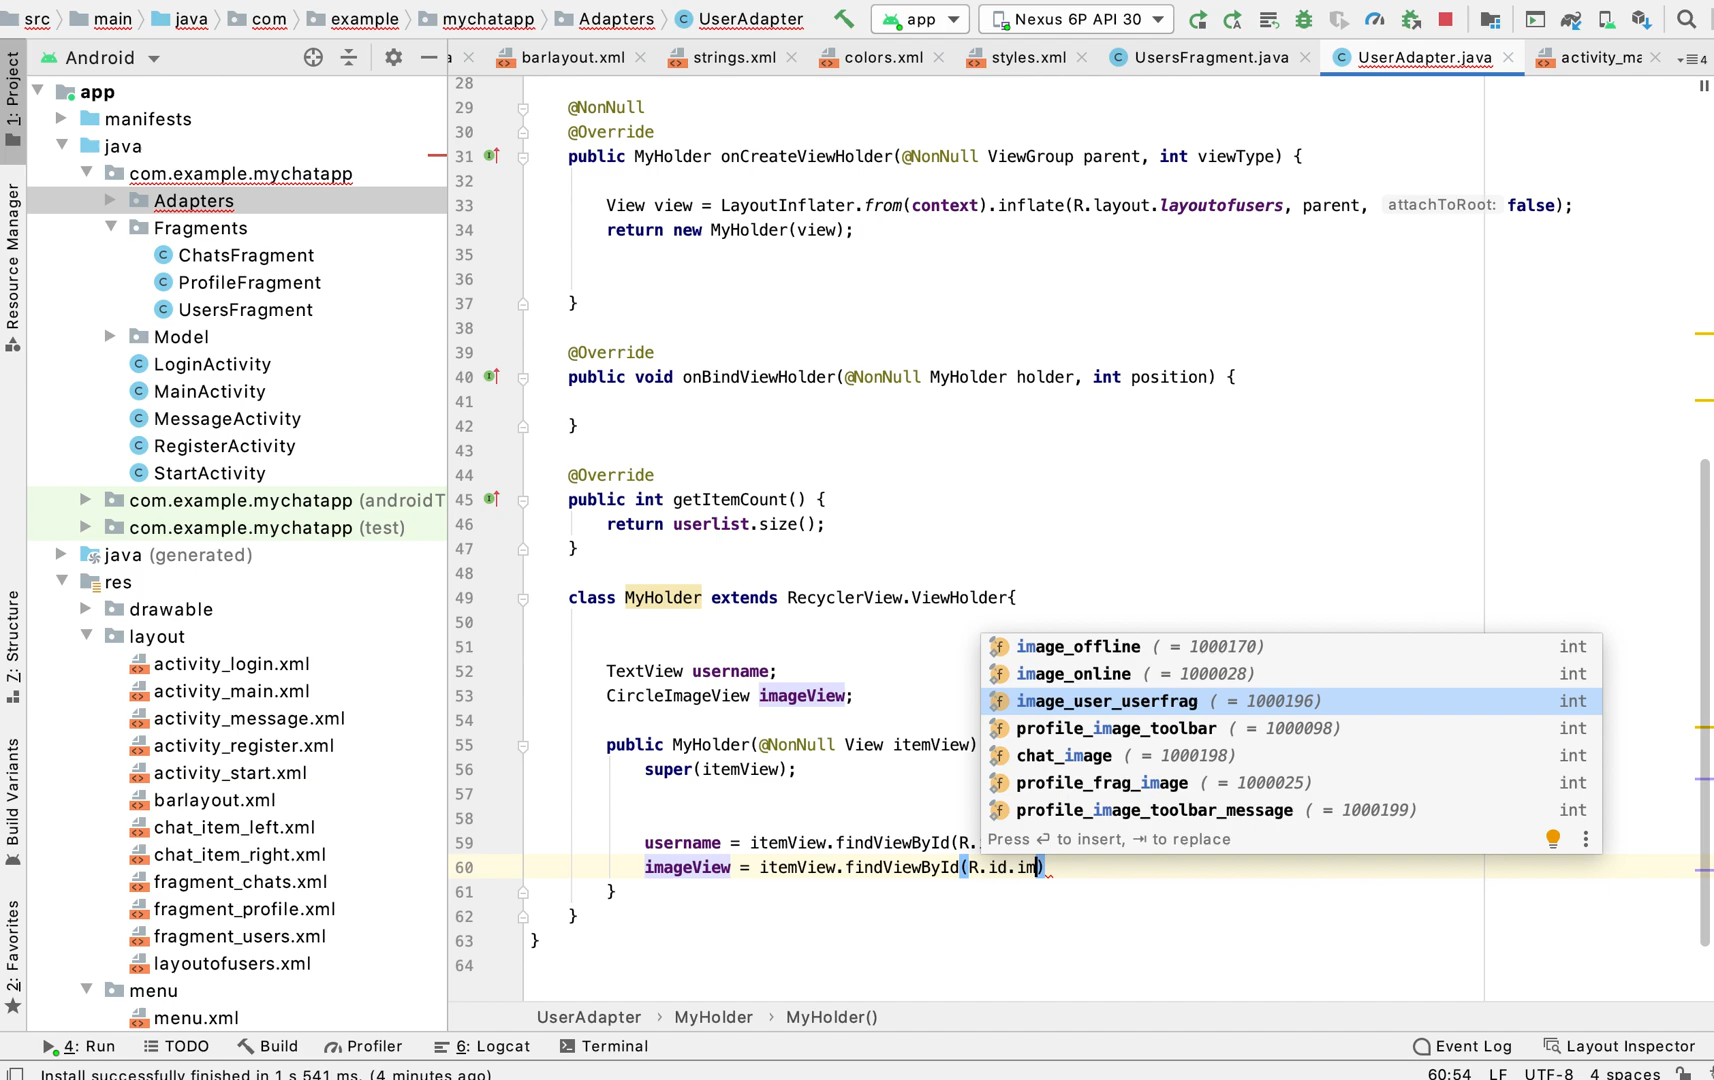 src main java com example mychatapp Adapters UserAdapter app Nexus 6P API 30
Android barlayout.xml strings.xml colors.xml styles.xml UsersFragment.java UserAdapter.java activity_ma 4
1: Project
Resource Manager
7: Structure
Build Variants
2: Favorites
app
manifests
java
com.example.mychatapp
Adapters
Fragments
ChatsFragment
ProfileFragment
UsersFragment
Model
LoginActivity
MainActivity
MessageActivity
RegisterActivity
StartActivity
com.example.mychatapp (androidT
com.example.mychatapp (test)
java (generated)
res
drawable
layout
activity_login.xml
activity_main.xml
activity_message.xml
activity_register.xml
activity_start.xml
barlayout.xml
chat_item_left.xml
chat_item_right.xml
fragment_chats.xml
fragment_profile.xml
fragment_users.xml
layoutofusers.xml
menu
menu.xml
28
29 @NonNull
30 @Override
31 public MyHolder onCreateViewHolder(@NonNull ViewGroup parent, int viewType) {
32
33 View view = LayoutInflater.from(context).inflate(R.layout.layoutofusers, parent, attachToRoot: false);
34 return new MyHolder(view);
35
36
37 }
38
39 @Override
40 public void onBindViewHolder(@NonNull MyHolder holder, int position) {
41
42 }
43
44 @Override
45 public int getItemCount() {
46 return userlist.size();
47 }
48
49 class MyHolder extends RecyclerView.ViewHolder{
50
51
52 TextView username;
53 CircleImageView imageView;
54
55 public MyHolder(@NonNull View itemView)
56 super(itemView);
57
58
59 username = itemView.findViewById(R.
60 imageView = itemView.findViewById(R.id.im)
61 }
62 }
63 }
64
image_offline ( = 1000170) int
image_online ( = 1000028) int
image_user_userfrag ( = 1000196) int
profile_image_toolbar ( = 1000098) int
chat_image ( = 1000198) int
profile_frag_image ( = 1000025) int
profile_image_toolbar_message ( = 1000199) int
Press ⏎ to insert, ⇥ to replace
UserAdapter › MyHolder › MyHolder()
4: Run TODO Build Profiler 6: Logcat Terminal Event Log Layout Inspector
Install successfully finished in 1 s 541 ms. (4 minutes ago) 60:54 LF UTF-8 4 spaces